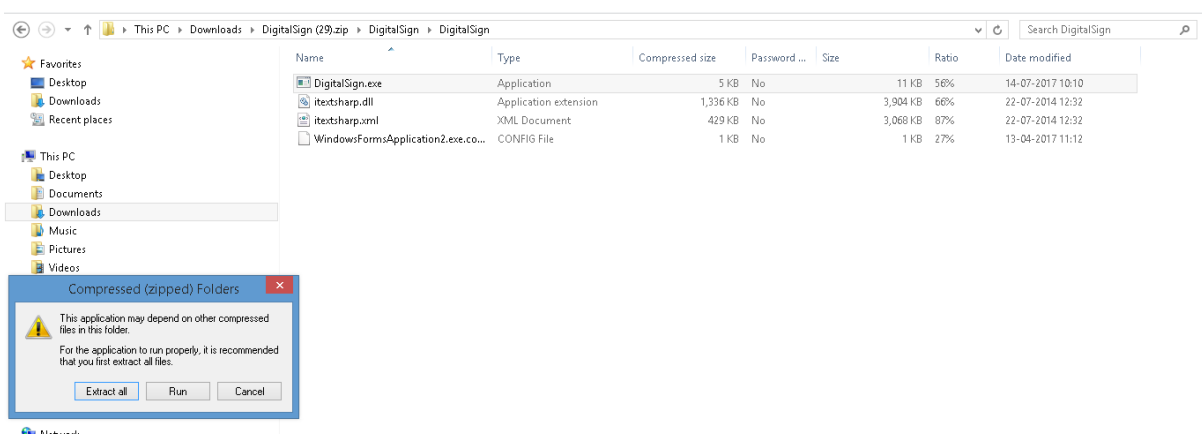 This PC ▸ Downloads ▸ DigitalSign (29).zip ▸ DigitalSign ▸ DigitalSign
Search DigitalSign
Favorites
Desktop
Downloads
Recent places
This PC
Desktop
Documents
Downloads
Music
Pictures
Videos
Name Type Compressed size Password ... Size Ratio Date modified
DigitalSign.exe Application 5 KB No 11 KB 56% 14-07-2017 10:10
itextsharp.dll Application extension 1,336 KB No 3,904 KB 66% 22-07-2014 12:32
itextsharp.xml XML Document 429 KB No 3,068 KB 87% 22-07-2014 12:32
WindowsFormsApplication2.exe.co... CONFIG File 1 KB No 1 KB 27% 13-04-2017 11:12
Compressed (zipped) Folders
This application may depend on other compressed
files in this folder.
For the application to run properly, it is recommended
that you first extract all files.
Extract all Run Cancel